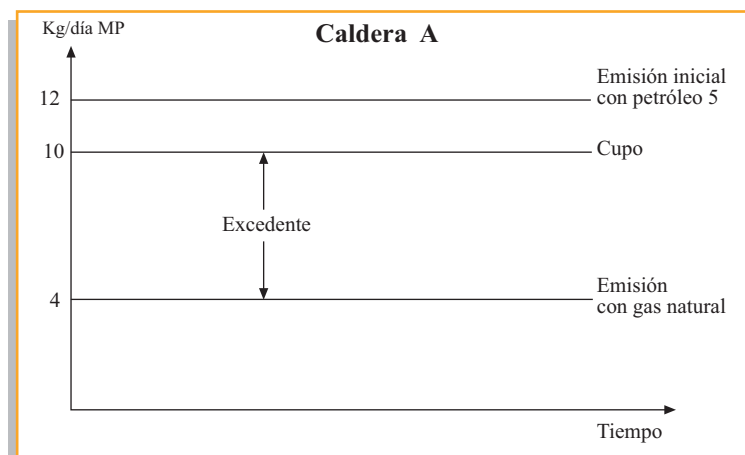 Kg/día MP
Caldera A
Emisión inicial
con petróleo 5
12
10
Cupo
Excedente
4
Emisión
con gas natural
Tiempo